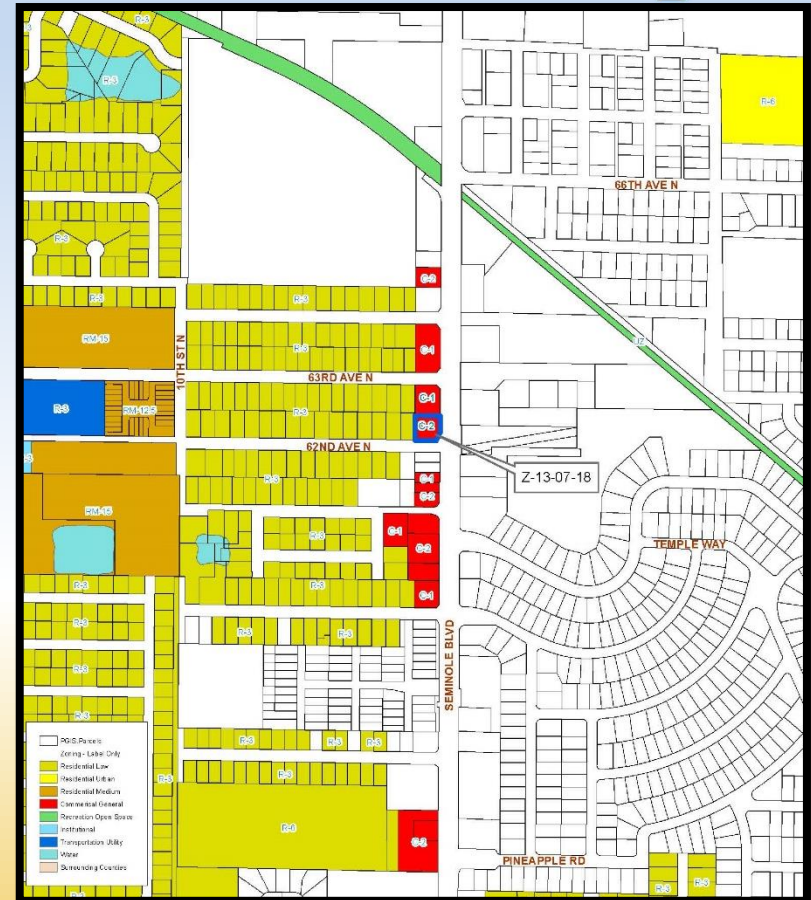 R-3
R-3
R-3
R-6
66TH AVE N
R-3
C-2
R-3
R-3
RM-15
10TH ST N
R-3
C-1
63RD AVE N
R-3
RM-12.5
R-3
C-1
C-2
62ND AVE N
Z-13-07-18
R-3
C-1
C-2
RM-15
C-1
R-3
C-2
TEMPLE WAY
R-3
R-3
C-1
R-3
R-3
R-3
R-3
SEMINOLE BLVD
R-3
R-3
R-3
R-3
R-3
R-3
R-6
C-2
PINEAPPLE RD
R-3
R-3
PGIS.Parcels
Zoning - Label Only
Residential Low
Residential Urban
Residential Medium
Commercial General
Recreation Open Space
Institutional
Transportation Utility
Water
Surrounding Counties